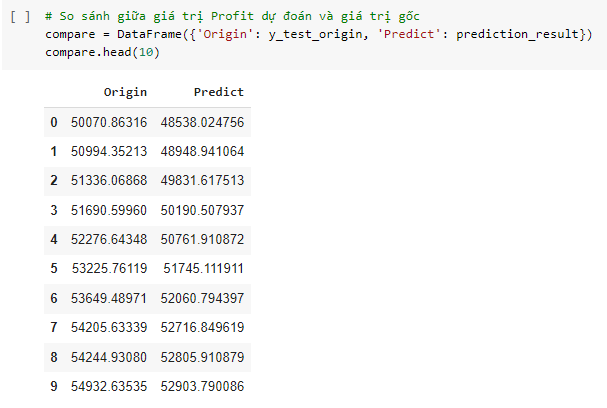 [ ] # So sánh giữa giá trị Profit dự đoán và giá trị gốc
compare = DataFrame({'Origin': y_test_origin, 'Predict': prediction_result})
compare.head(10)
Origin Predict
0 50070.86316 48538.024756
1 50994.35213 48948.941064
2 51336.06868 49831.617513
3 51690.59960 50190.507937
4 52276.64348 50761.910872
5 53225.76119 51745.111911
6 53649.48971 52060.794397
7 54205.63339 52716.849619
8 54244.93080 52805.910879
9 54932.63535 52903.790086